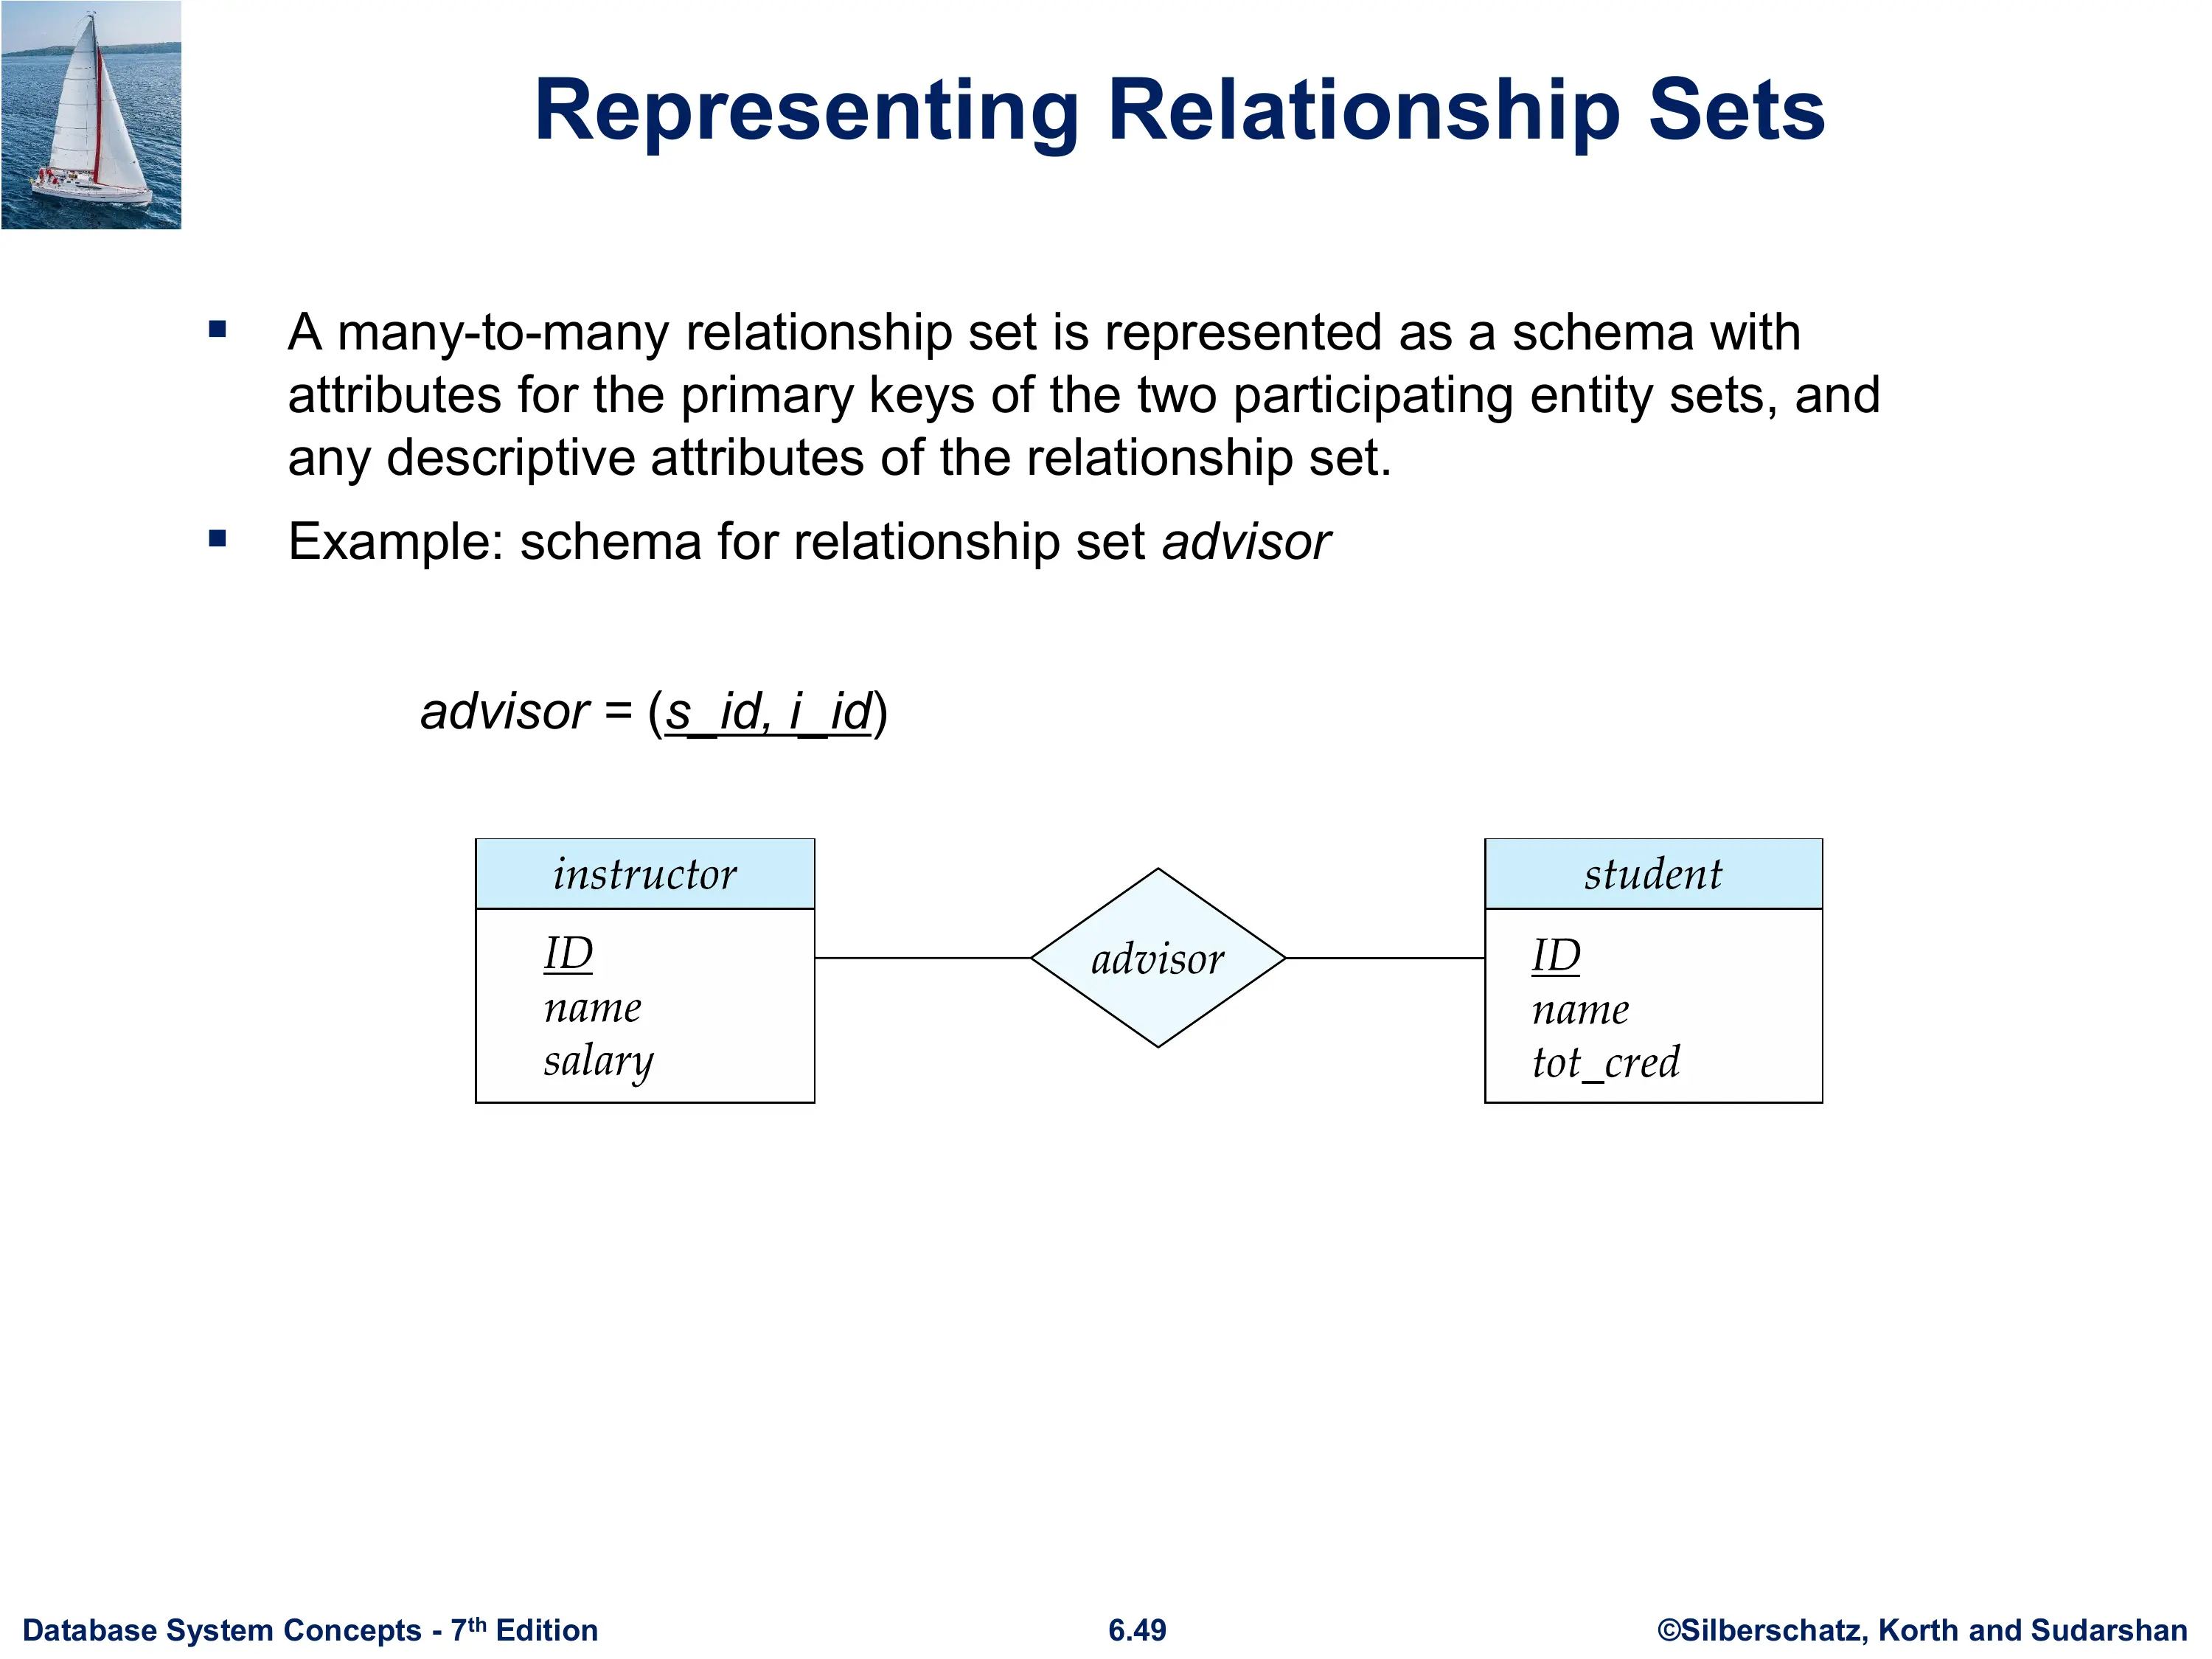 Representing Relationship Sets
▪ A many-to-many relationship set is represented as a schema with
attributes for the primary keys of the two participating entity sets, and
any descriptive attributes of the relationship set.
▪ Example: schema for relationship set advisor
advisor = (s_id, i_id)
instructor
ID
name
salary
advisor
student
ID
name
tot_cred
Database System Concepts - 7th Edition
6.49
©Silberschatz, Korth and Sudarshan